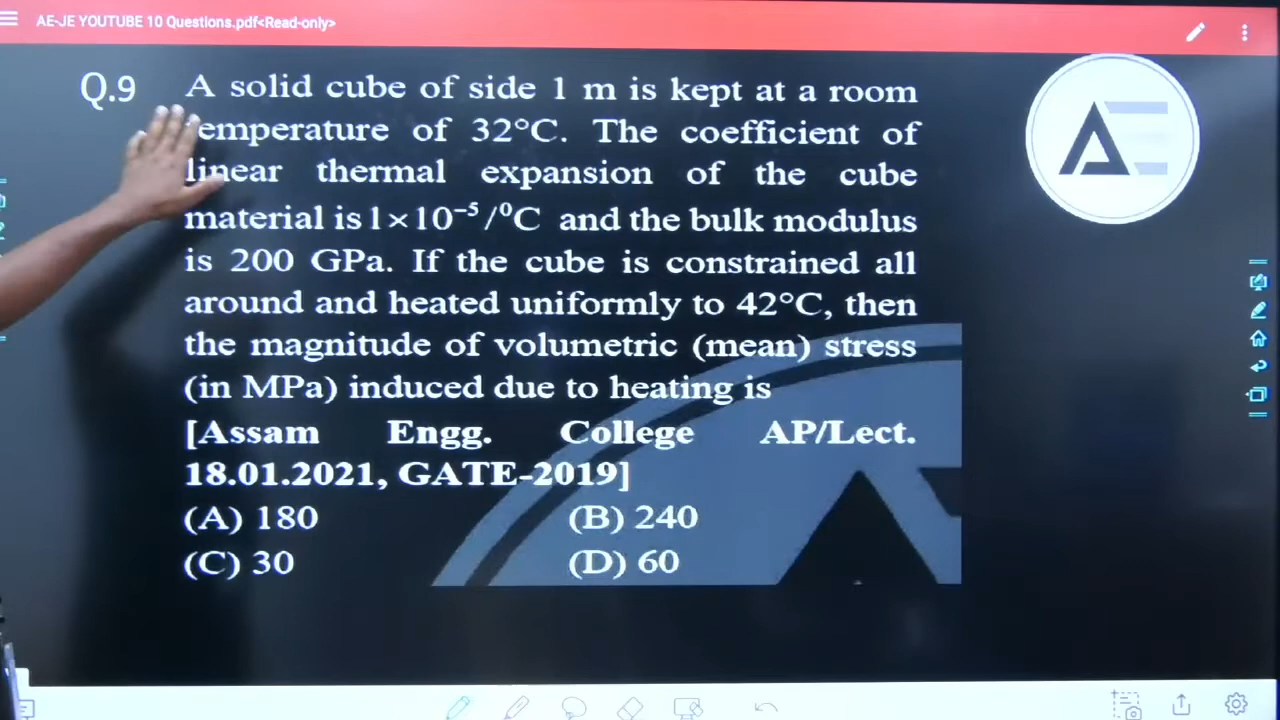 AE-JE YOUTUBE 10 Questions.pdf<Read-only>
Q.9 A solid cube of side 1 m is kept at a room
temperature of 32°C. The coefficient of
linear thermal expansion of the cube
material is 1×10⁻⁵/⁰C and the bulk modulus
is 200 GPa. If the cube is constrained all
around and heated uniformly to 42°C, then
the magnitude of volumetric (mean) stress
(in MPa) induced due to heating is
[Assam Engg. College AP/Lect.
18.01.2021, GATE-2019]
(A) 180 (B) 240
(C) 30 (D) 60